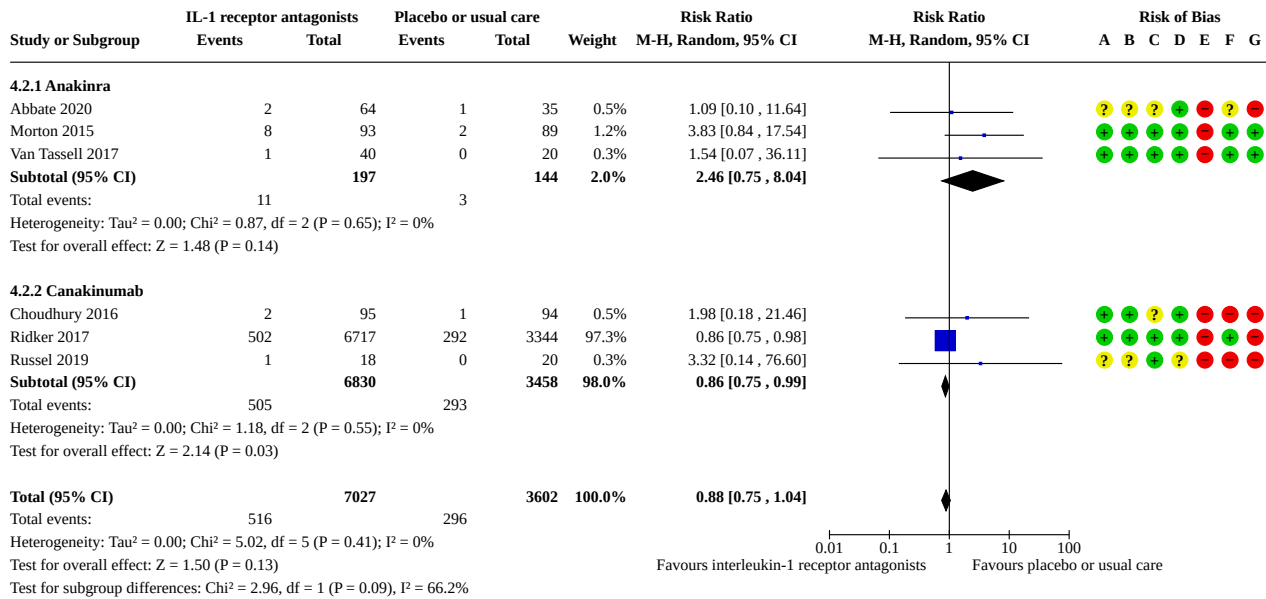 IL-1 receptor antagonists Placebo or usual care Risk Ratio Risk Ratio Risk of Bias
Study or Subgroup Events Total Events Total Weight M-H, Random, 95% CI M-H, Random, 95% CI A B C D E F G
4.2.1 Anakinra
Abbate 2020 2 64 1 35 0.5% 1.09 [0.10 , 11.64] ? ? ? + − ? −
Morton 2015 8 93 2 89 1.2% 3.83 [0.84 , 17.54] + + + + − + +
Van Tassell 2017 1 40 0 20 0.3% 1.54 [0.07 , 36.11] + + + + − + +
Subtotal (95% CI) 197 144 2.0% 2.46 [0.75 , 8.04]
Total events: 11 3
Heterogeneity: Tau² = 0.00; Chi² = 0.87, df = 2 (P = 0.65); I² = 0%
Test for overall effect: Z = 1.48 (P = 0.14)
4.2.2 Canakinumab
Choudhury 2016 2 95 1 94 0.5% 1.98 [0.18 , 21.46] + + ? + − − −
Ridker 2017 502 6717 292 3344 97.3% 0.86 [0.75 , 0.98] + + + + − + −
Russel 2019 1 18 0 20 0.3% 3.32 [0.14 , 76.60] ? ? + ? − − −
Subtotal (95% CI) 6830 3458 98.0% 0.86 [0.75 , 0.99]
Total events: 505 293
Heterogeneity: Tau² = 0.00; Chi² = 1.18, df = 2 (P = 0.55); I² = 0%
Test for overall effect: Z = 2.14 (P = 0.03)
Total (95% CI) 7027 3602 100.0% 0.88 [0.75 , 1.04]
Total events: 516 296
Heterogeneity: Tau² = 0.00; Chi² = 5.02, df = 5 (P = 0.41); I² = 0%
0.01 0.1 1 10 100
Test for overall effect: Z = 1.50 (P = 0.13)
Favours interleukin-1 receptor antagonists Favours placebo or usual care
Test for subgroup differences: Chi² = 2.96, df = 1 (P = 0.09), I² = 66.2%